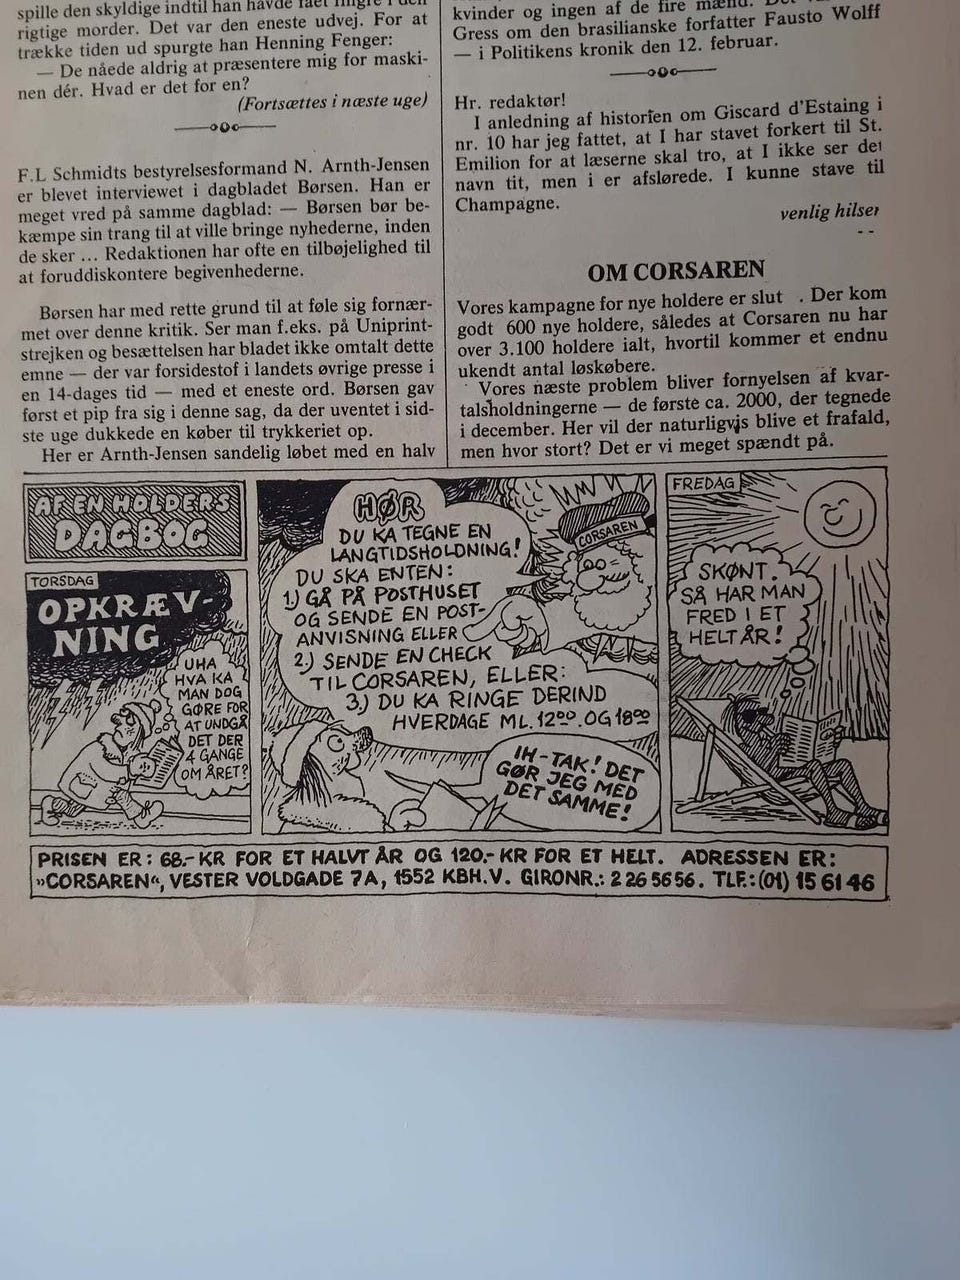 spille den skyldige indtil han havde fået fingre i den
rigtige morder. Det var den eneste udvej. For at
trække tiden ud spurgte han Henning Fenger:
— De nåede aldrig at præsentere mig for maski-
nen dér. Hvad er det for en?
(Fortsættes i næste uge)
F.L Schmidts bestyrelsesformand N. Arnth-Jensen
er blevet interviewet i dagbladet Børsen. Han er
meget vred på samme dagblad: — Børsen bør be-
kæmpe sin trang til at ville bringe nyhederne, inden
de sker ... Redaktionen har ofte en tilbøjelighed til
at foruddiskontere begivenhederne.
Børsen har med rette grund til at føle sig fornær-
met over denne kritik. Ser man f.eks. på Uniprint-
strejken og besættelsen har bladet ikke omtalt dette
emne — der var forsidestof i landets øvrige presse i
en 14-dages tid — med et eneste ord. Børsen gav
først et pip fra sig i denne sag, da der uventet i sid-
ste uge dukkede en køber til trykkeriet op.
Her er Arnth-Jensen sandelig løbet med en halv
kvinder og ingen af de fire mænd.
Gress om den brasilianske forfatter Fausto Wolff
— i Politikens kronik den 12. februar.
Hr. redaktør!
I anledning af historien om Giscard d'Estaing i
nr. 10 har jeg fattet, at I har stavet forkert til St.
Emilion for at læserne skal tro, at I ikke ser det
navn tit, men i er afslørede. I kunne stave til
Champagne.
venlig hilsen
- -
OM CORSAREN
Vores kampagne for nye holdere er slut . Der kom
godt 600 nye holdere, således at Corsaren nu har
over 3.100 holdere ialt, hvortil kommer et endnu
ukendt antal løskøbere.
Vores næste problem bliver fornyelsen af kvar-
talsholdningerne — de første ca. 2000, der tegnede
i december. Her vil der naturligvis blive et frafald,
men hvor stort? Det er vi meget spændt på.
AF EN HOLDERS
DAGBOG
TORSDAG
OPKRÆV-
NING
UHA
HVA KA
MAN DOG
GØRE FOR
AT UNDGÅ
DET DER
4 GANGE
OM ÅRET?
HØR
DU KA TEGNE EN
LANGTIDSHOLDNING!
DU SKA ENTEN:
1.) GÅ PÅ POSTHUSET
OG SENDE EN POST-
ANVISNING ELLER
2.) SENDE EN CHECK
TIL CORSAREN, ELLER:
3.) DU KA RINGE DERIND
HVERDAGE ML. 12⁰⁰. OG 18⁰⁰
CORSAREN
IH-TAK! DET
GØR JEG MED
DET SAMME!
FREDAG
SKØNT.
SÅ HAR MAN
FRED I ET
HELT ÅR!
PRISEN ER: 68.- KR FOR ET HALVT ÅR OG 120.- KR FOR ET HELT. ADRESSEN ER:
»CORSAREN«, VESTER VOLDGADE 7A, 1552 KBH.V. GIRONR.: 2 26 56 56. TLF.: (01) 15 61 46